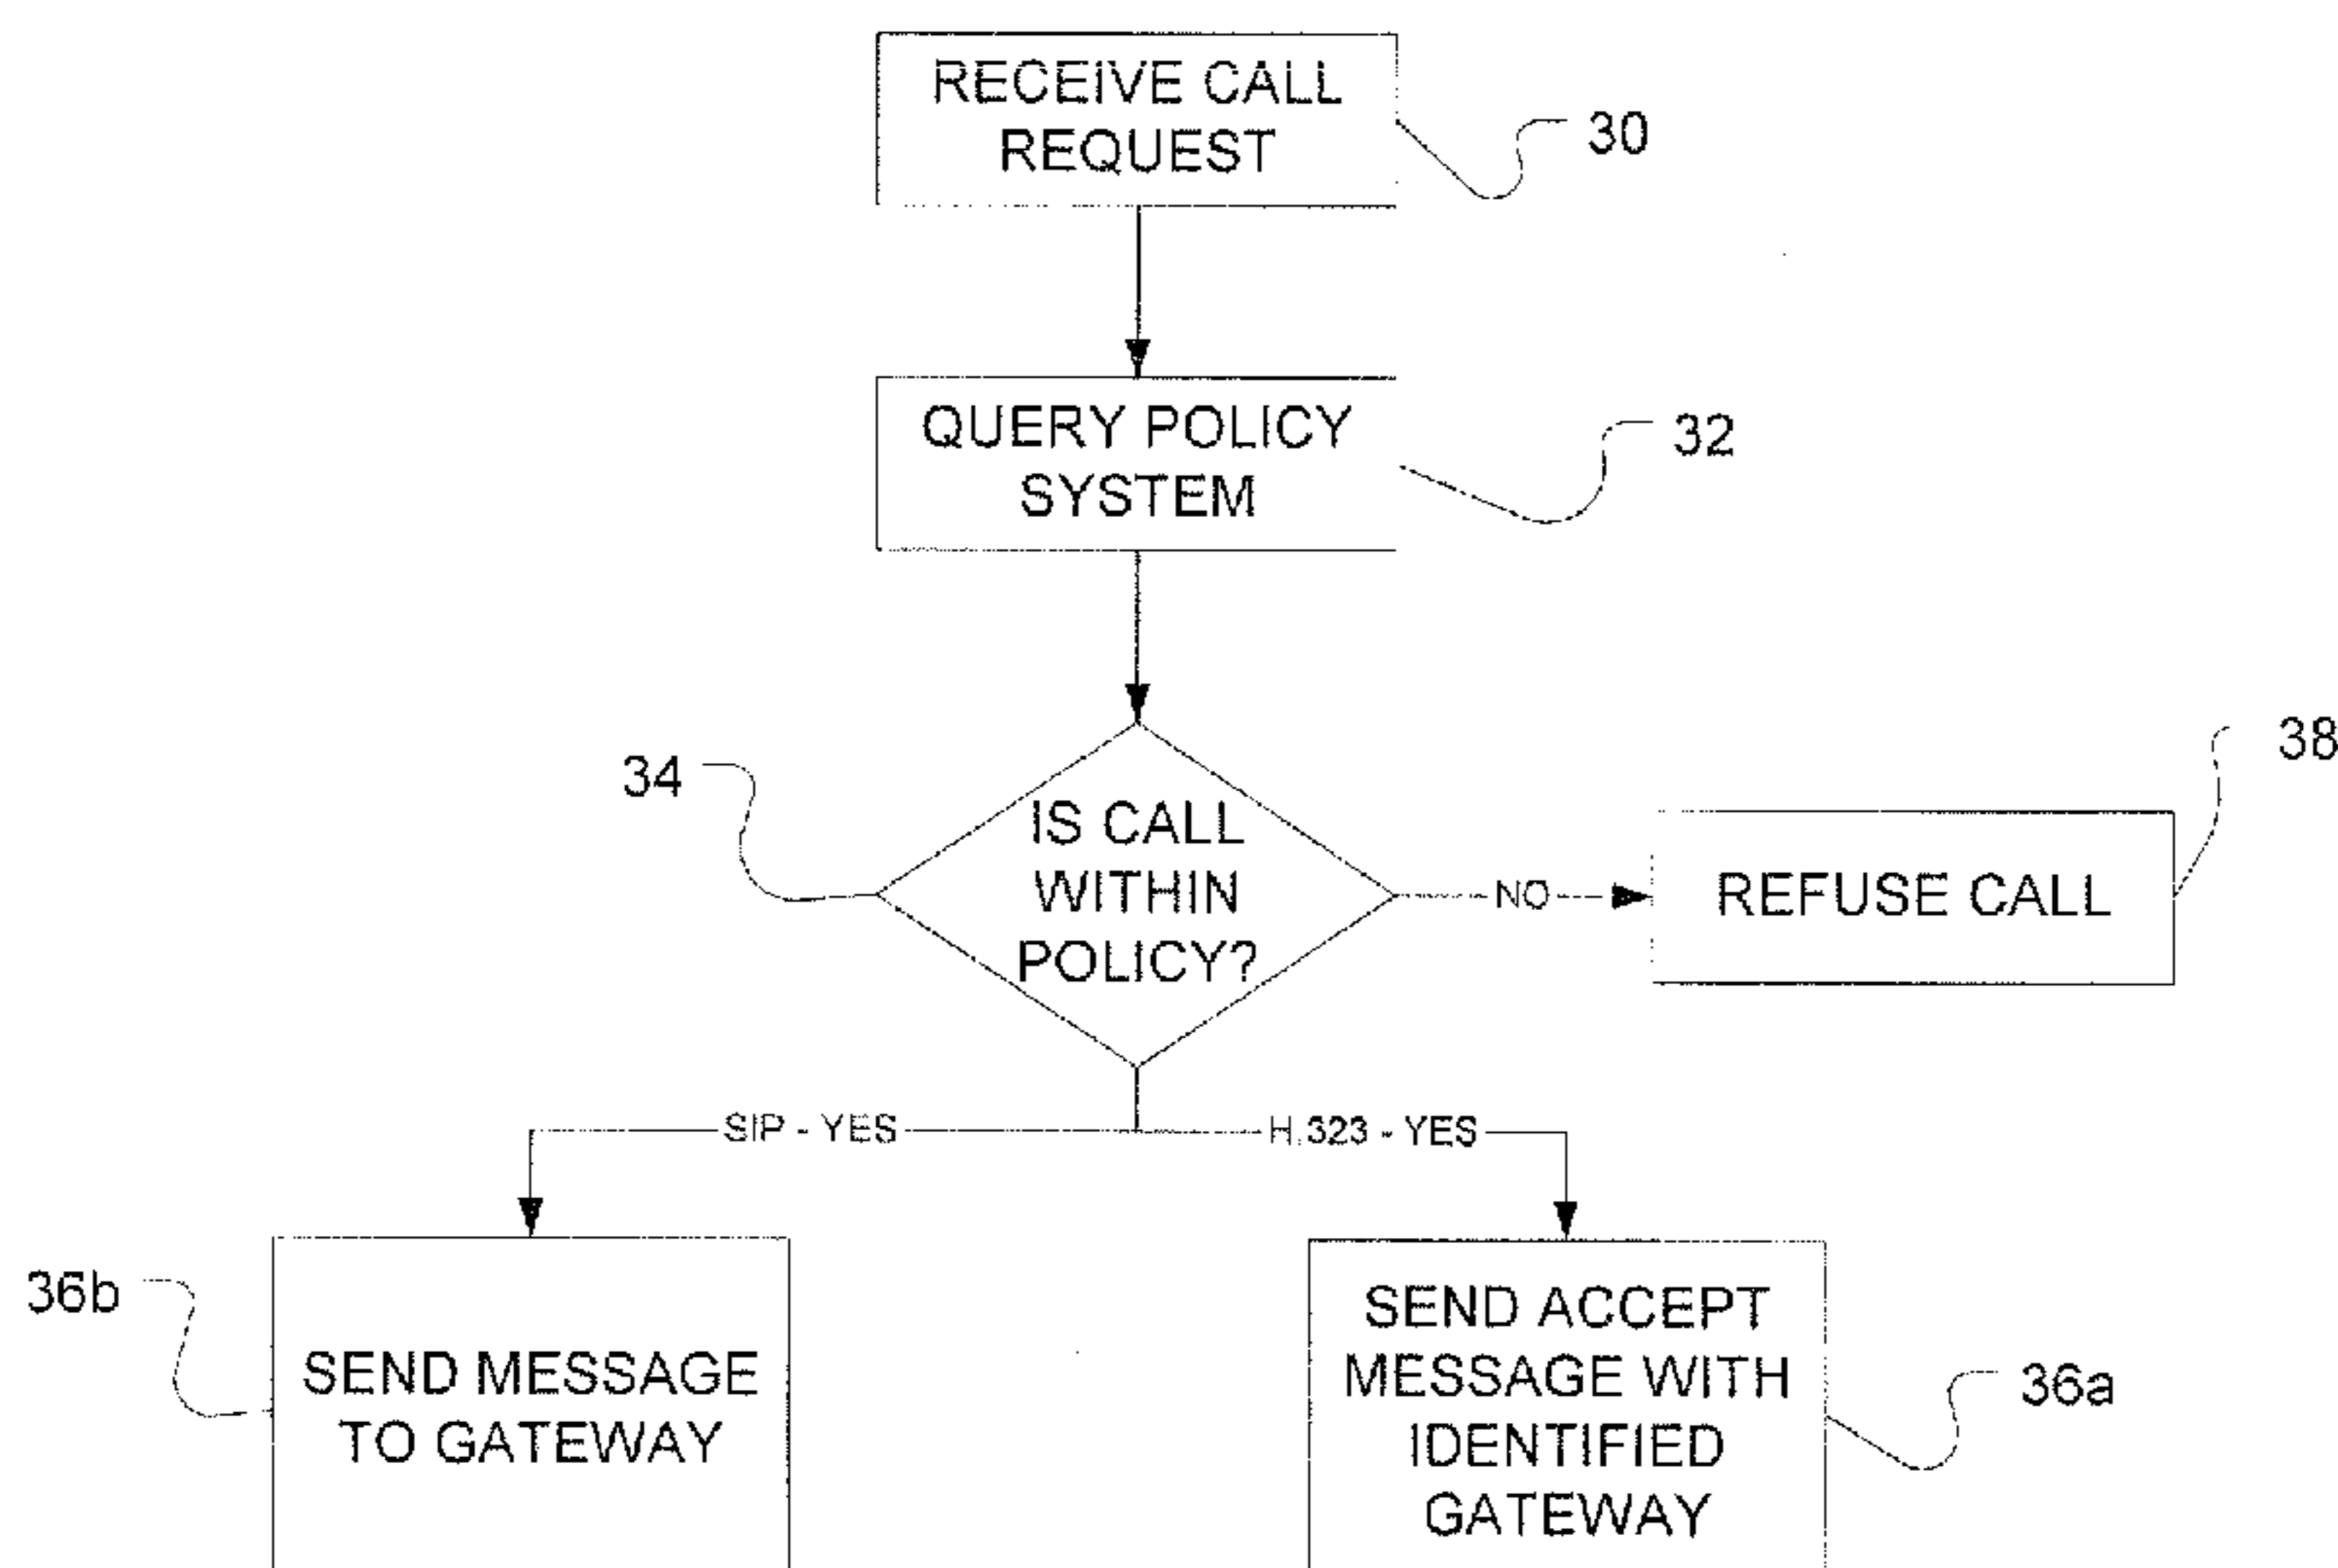 RECEIVE CALL
REQUEST
30
QUERY POLICY
SYSTEM
32
34
IS CALL
WITHIN
POLICY?
NO
REFUSE CALL
38
SIP - YES
H.323 - YES
36b
SEND MESSAGE
TO GATEWAY
SEND ACCEPT
MESSAGE WITH
IDENTIFIED
GATEWAY
36a